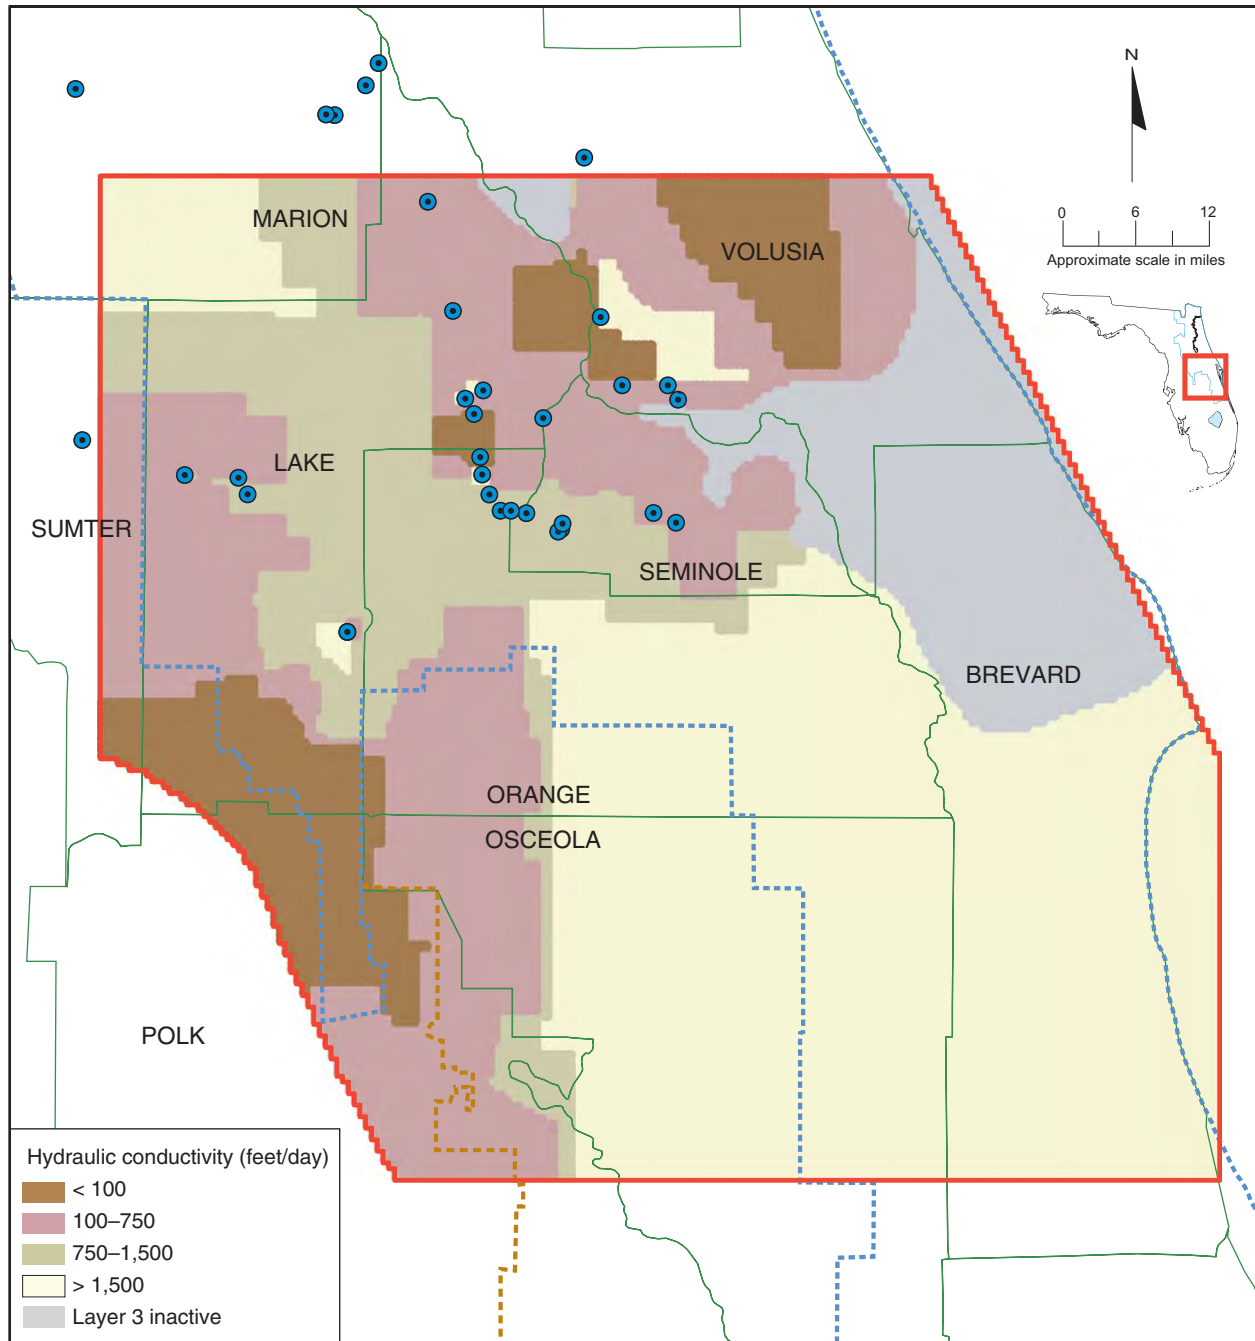 N
0 6 12
Approximate scale in miles
MARION
VOLUSIA
LAKE
SUMTER
SEMINOLE
BREVARD
ORANGE
OSCEOLA
POLK
Hydraulic conductivity (feet/day)
< 100
100–750
750–1,500
> 1,500
Layer 3 inactive